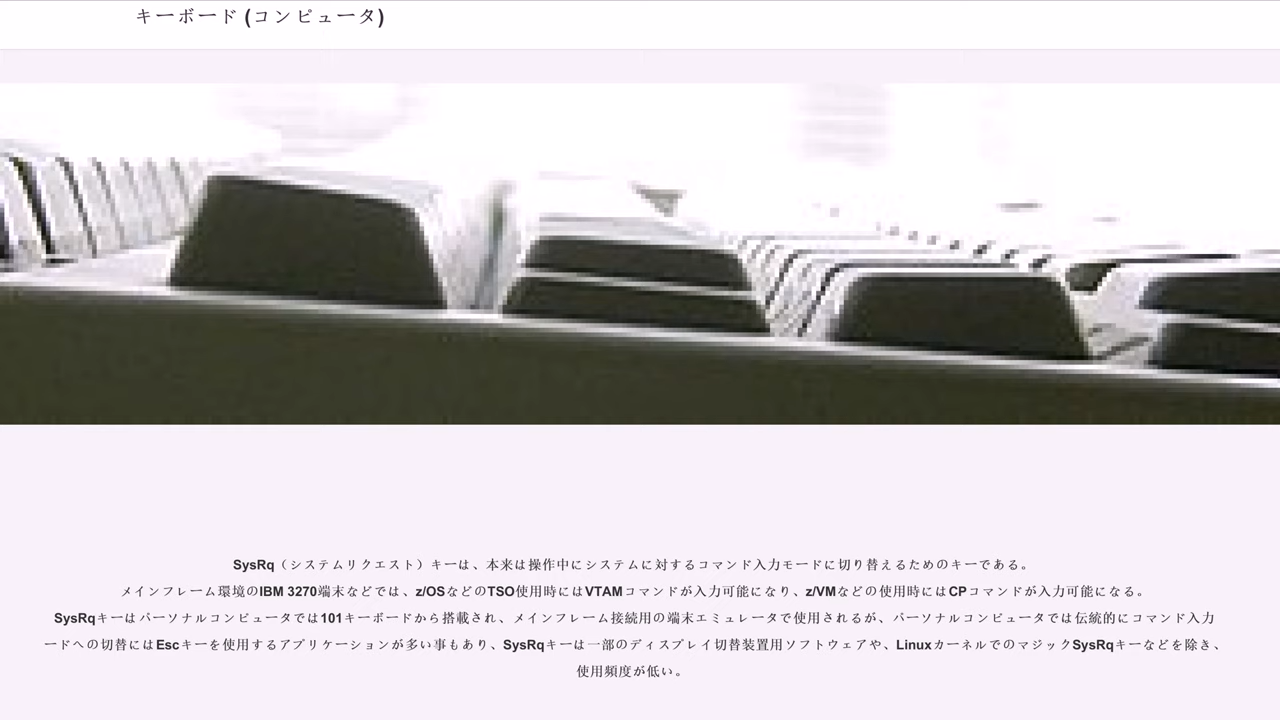 キーボード (コンピュータ)
SysRq（システムリクエスト）キーは、本来は操作中にシステムに対するコマンド入力モードに切り替えるためのキーである。
メインフレーム環境のIBM 3270端末などでは、z/OSなどのTSO使用時にはVTAMコマンドが入力可能になり、z/VMなどの使用時にはCPコマンドが入力可能になる。
SysRqキーはパーソナルコンピュータでは101キーボードから搭載され、メインフレーム接続用の端末エミュレータで使用されるが、パーソナルコンピュータでは伝統的にコマンド入力
ードへの切替にはEscキーを使用するアプリケーションが多い事もあり、SysRqキーは一部のディスプレイ切替装置用ソフトウェアや、LinuxカーネルでのマジックSysRqキーなどを除き、
使用頻度が低い。